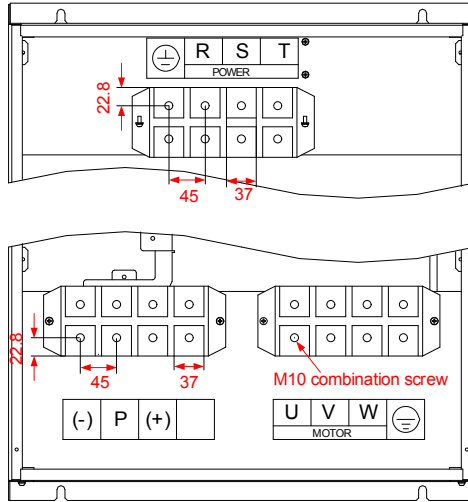 R S T
POWER
22.8
45
37
22.8
45
37
M10 combination screw
(-) P (+)
U V W
MOTOR